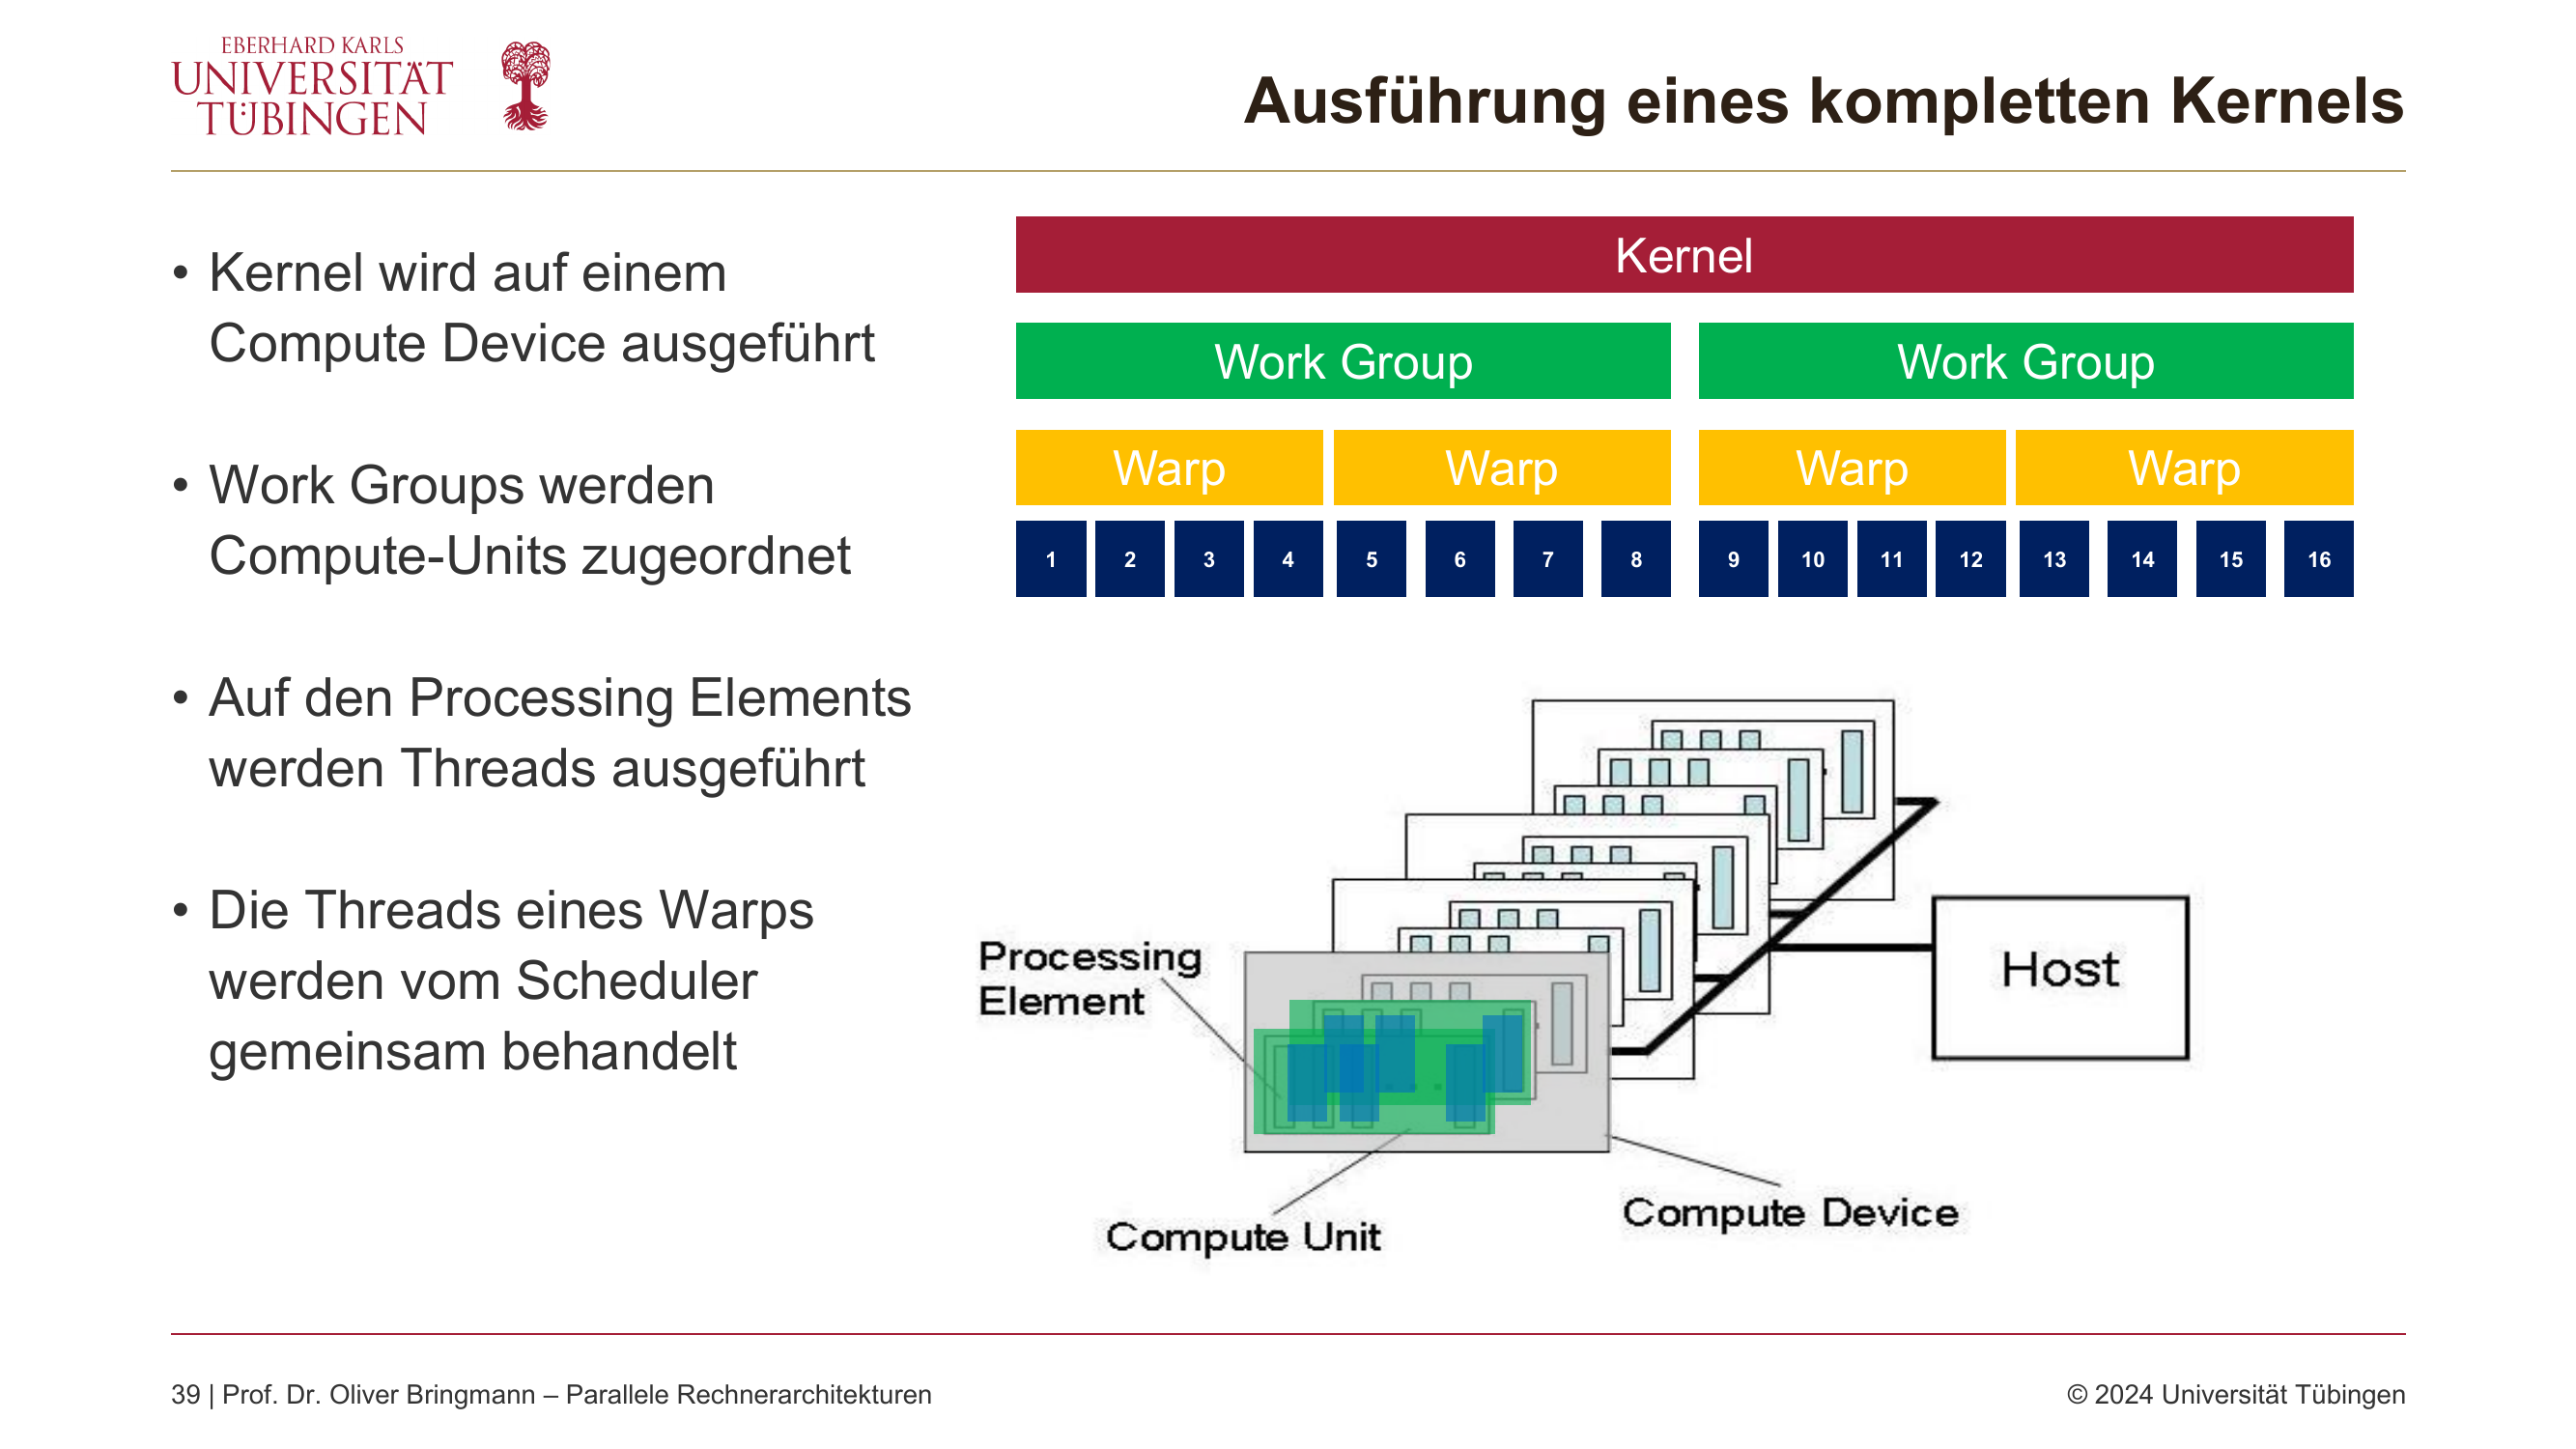 EBERHARD KARLS
UNIVERSITÄT
TÜBINGEN
Ausführung eines kompletten Kernels
• Kernel wird auf einem
Compute Device ausgeführt
• Work Groups werden
Compute-Units zugeordnet
• Auf den Processing Elements
werden Threads ausgeführt
• Die Threads eines Warps
werden vom Scheduler
gemeinsam behandelt
Kernel
Work Group Work Group
Warp Warp Warp Warp
1 2 3 4 5 6 7 8 9 10 11 12 13 14 15 16
Processing
Element
Host
Compute Device
Compute Unit
39 | Prof. Dr. Oliver Bringmann – Parallele Rechnerarchitekturen
© 2024 Universität Tübingen